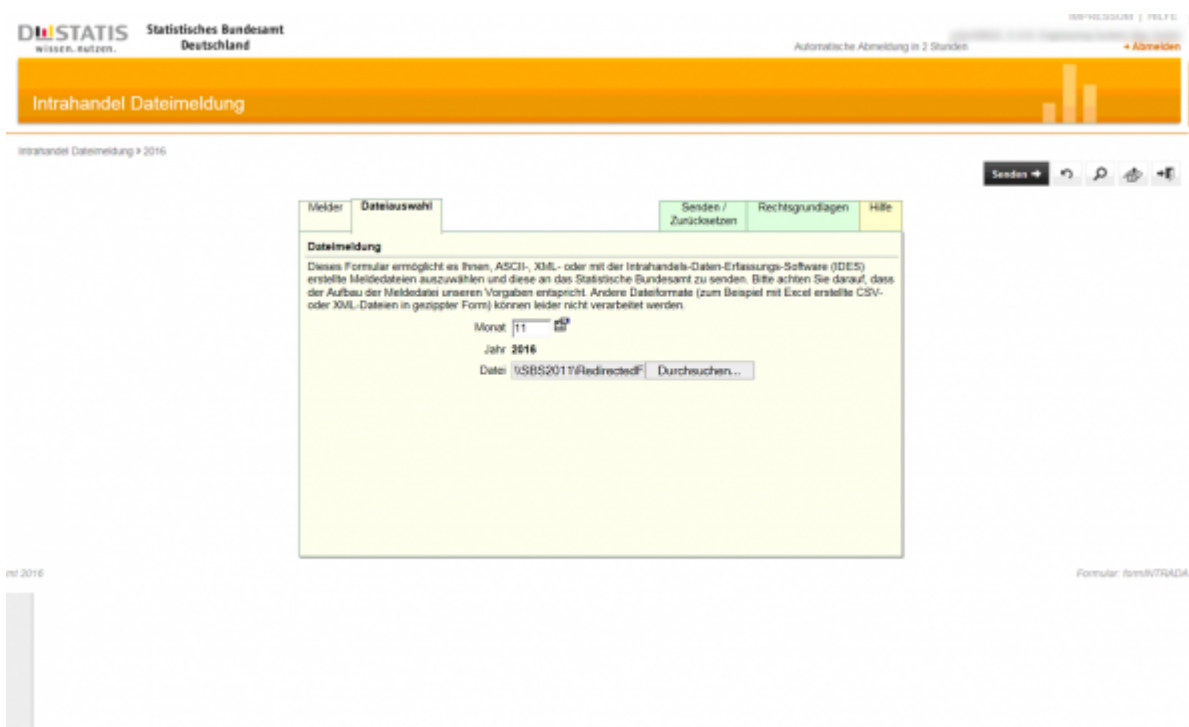 IMPRESSUM | HILFE
DESTATIS Statistisches Bundesamt
wissen.nutzen. Deutschland
Automatische Abmeldung in 2 Stunden
Abmelden
Intrahandel Dateimeldung
Intrahandel Dateimeldung > 2016
Senden
Melder Dateiauswahl Senden / Rechtsgrundlagen Hilfe
Zurücksetzen
Dateimeldung
Dieses Formular ermöglicht es Ihnen, ASCII-, XML- oder mit der Intrahandels-Daten-Erfassungs-Software (IDES)
erstellte Meldedateien auszuwählen und diese an das Statistische Bundesamt zu senden. Bitte achten Sie darauf, dass
der Aufbau der Meldedatei unseren Vorgaben entspricht. Andere Dateiformate (zum Beispiel mit Excel erstellte CSV-
oder XML-Dateien in gezippter Form) können leider nicht verarbeitet werden.
Monat 11
Jahr 2016
Datei \\SBS2011\RedirectedF Durchsuchen...
mt 2016
Formular: formINTRADA